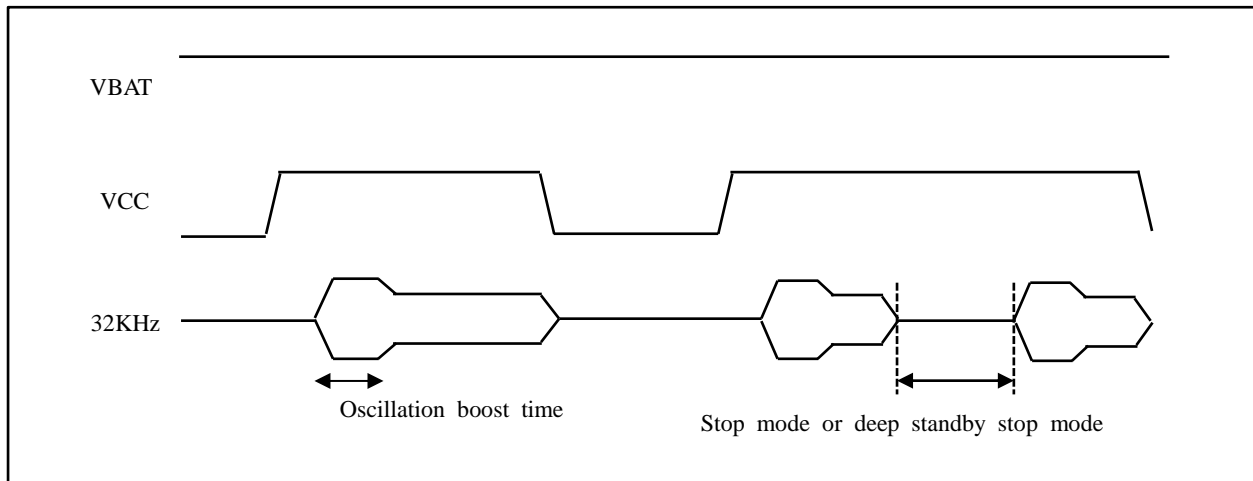 VBAT
VCC
32KHz
Oscillation boost time
Stop mode or deep standby stop mode